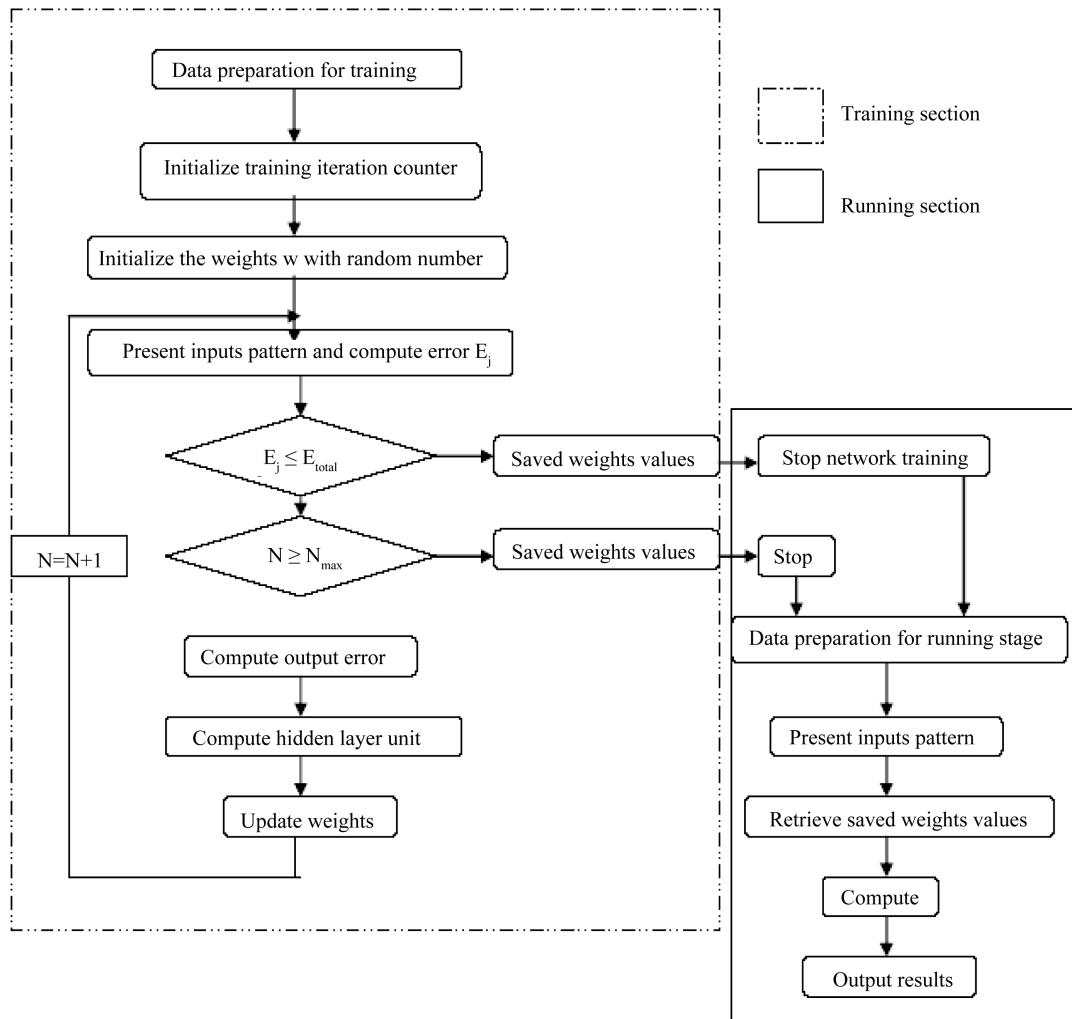 Data preparation for training
Initialize training iteration counter
Initialize the weights w with random number
Present inputs pattern and compute error Ej
Ej ≤ Etotal
Saved weights values
N ≥ Nmax
Saved weights values
N=N+1
Compute output error
Compute hidden layer unit
Update weights
Training section
Running section
Stop network training
Stop
Data preparation for running stage
Present inputs pattern
Retrieve saved weights values
Compute
Output results